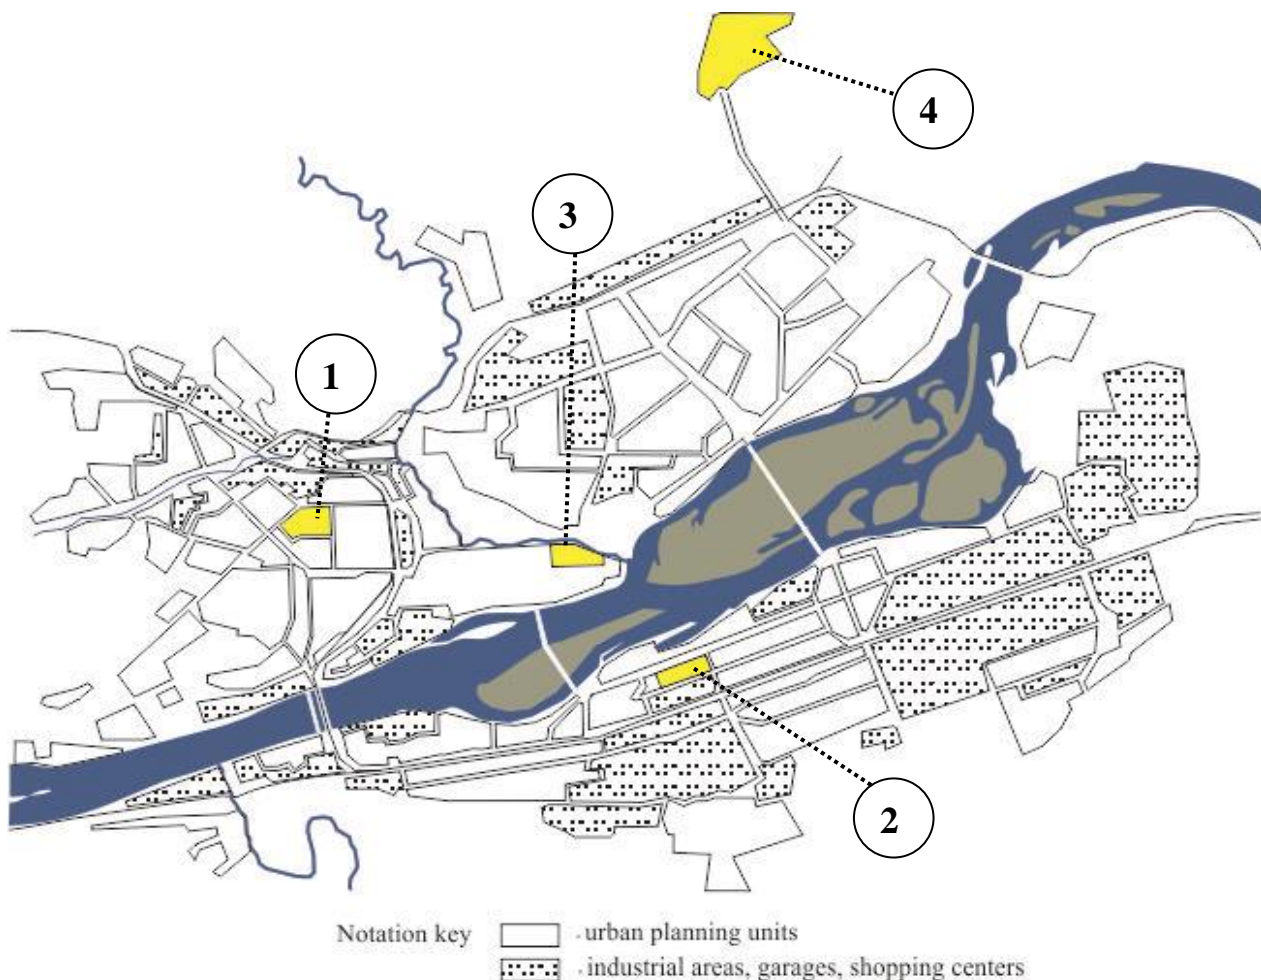 4
3
1
2
Notation key
urban planning units
industrial areas, garages, shopping centers